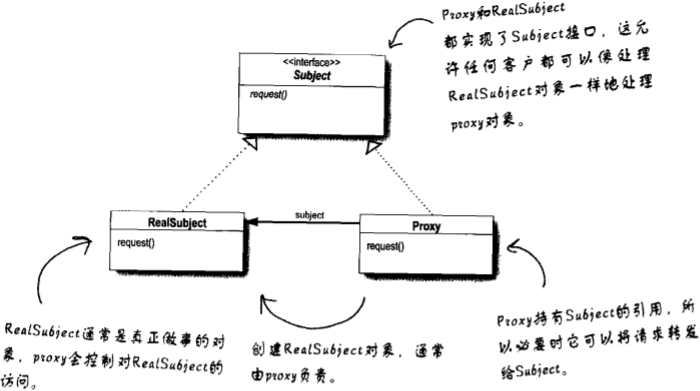 Proxy和RealSubject
都实现了Subject接口，这允
许任何客户都可以像处理
RealSubject对象一样地处理
proxy对象。
<<interface>>
Subject
request()
RealSubject
request()
subject
Proxy
request()
RealSubject通常是真正做事的对
象，proxy会控制对RealSubject的
访问。
创建RealSubject对象，通常
由proxy负责。
Proxy持有Subject的引用，所
以必要时它可以将请求转发
给Subject。